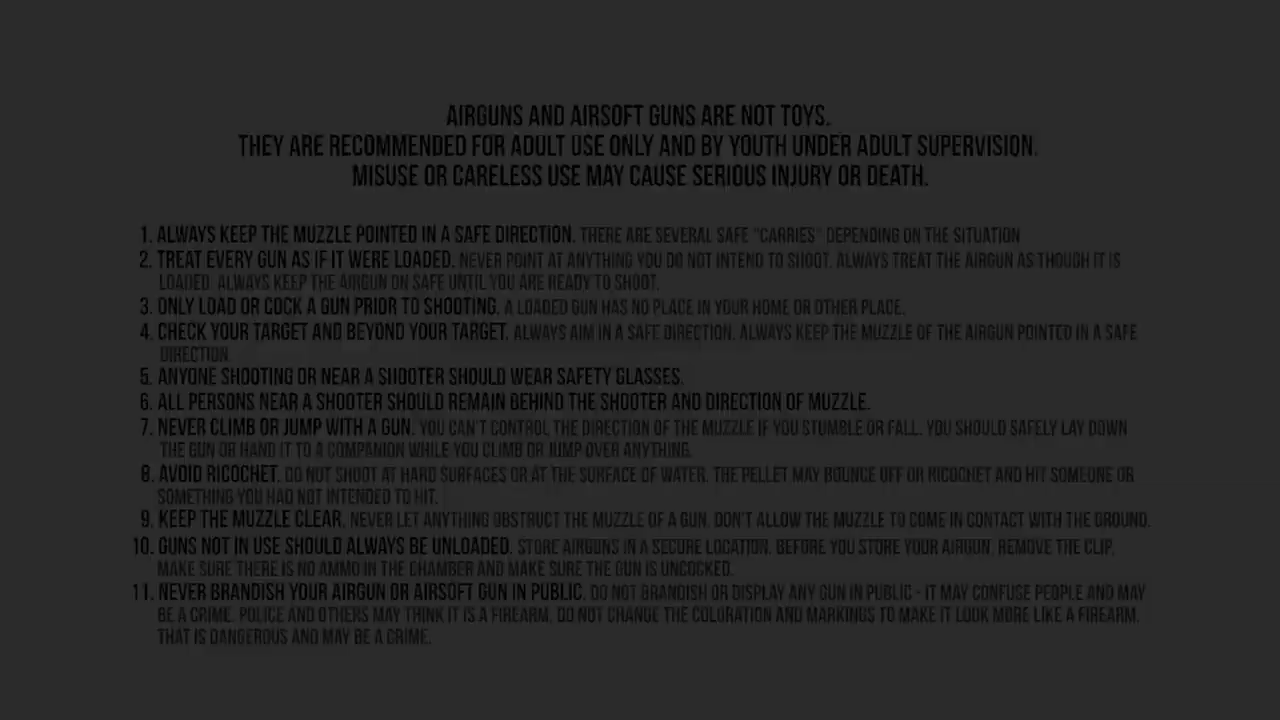 AIRGUNS AND AIRSOFT GUNS ARE NOT TOYS.
THEY ARE RECOMMENDED FOR ADULT USE ONLY AND BY YOUTH UNDER ADULT SUPERVISION.
MISUSE OR CARELESS USE MAY CAUSE SERIOUS INJURY OR DEATH.
1. ALWAYS KEEP THE MUZZLE POINTED IN A SAFE DIRECTION. THERE ARE SEVERAL SAFE "CARRIES" DEPENDING ON THE SITUATION
2. TREAT EVERY GUN AS IF IT WERE LOADED. NEVER POINT AT ANYTHING YOU DO NOT INTEND TO SHOOT. ALWAYS TREAT THE AIRGUN AS THOUGH IT IS
LOADED. ALWAYS KEEP THE AIRGUN ON SAFE UNTIL YOU ARE READY TO SHOOT.
3. ONLY LOAD OR COCK A GUN PRIOR TO SHOOTING. A LOADED GUN HAS NO PLACE IN YOUR HOME OR OTHER PLACE.
4. CHECK YOUR TARGET AND BEYOND YOUR TARGET. ALWAYS AIM IN A SAFE DIRECTION. ALWAYS KEEP THE MUZZLE OF THE AIRGUN POINTED IN A SAFE
DIRECTION.
5. ANYONE SHOOTING OR NEAR A SHOOTER SHOULD WEAR SAFETY GLASSES.
6. ALL PERSONS NEAR A SHOOTER SHOULD REMAIN BEHIND THE SHOOTER AND DIRECTION OF MUZZLE.
7. NEVER CLIMB OR JUMP WITH A GUN. YOU CAN'T CONTROL THE DIRECTION OF THE MUZZLE IF YOU STUMBLE OR FALL. YOU SHOULD SAFELY LAY DOWN
THE GUN OR HAND IT TO A COMPANION WHILE YOU CLIMB OR JUMP OVER ANYTHING.
8. AVOID RICOCHET. DO NOT SHOOT AT HARD SURFACES OR AT THE SURFACE OF WATER. THE PELLET MAY BOUNCE OFF OR RICOCHET AND HIT SOMEONE OR
SOMETHING YOU HAD NOT INTENDED TO HIT.
9. KEEP THE MUZZLE CLEAR. NEVER LET ANYTHING OBSTRUCT THE MUZZLE OF A GUN. DON'T ALLOW THE MUZZLE TO COME IN CONTACT WITH THE GROUND.
10. GUNS NOT IN USE SHOULD ALWAYS BE UNLOADED. STORE AIRGUNS IN A SECURE LOCATION. BEFORE YOU STORE YOUR AIRGUN, REMOVE THE CLIP,
MAKE SURE THERE IS NO AMMO IN THE CHAMBER AND MAKE SURE THE GUN IS UNCOCKED.
11. NEVER BRANDISH YOUR AIRGUN OR AIRSOFT GUN IN PUBLIC. DO NOT BRANDISH OR DISPLAY ANY GUN IN PUBLIC - IT MAY CONFUSE PEOPLE AND MAY
BE A CRIME. POLICE AND OTHERS MAY THINK IT IS A FIREARM. DO NOT CHANGE THE COLORATION AND MARKINGS TO MAKE IT LOOK MORE LIKE A FIREARM.
THAT IS DANGEROUS AND MAY BE A CRIME.